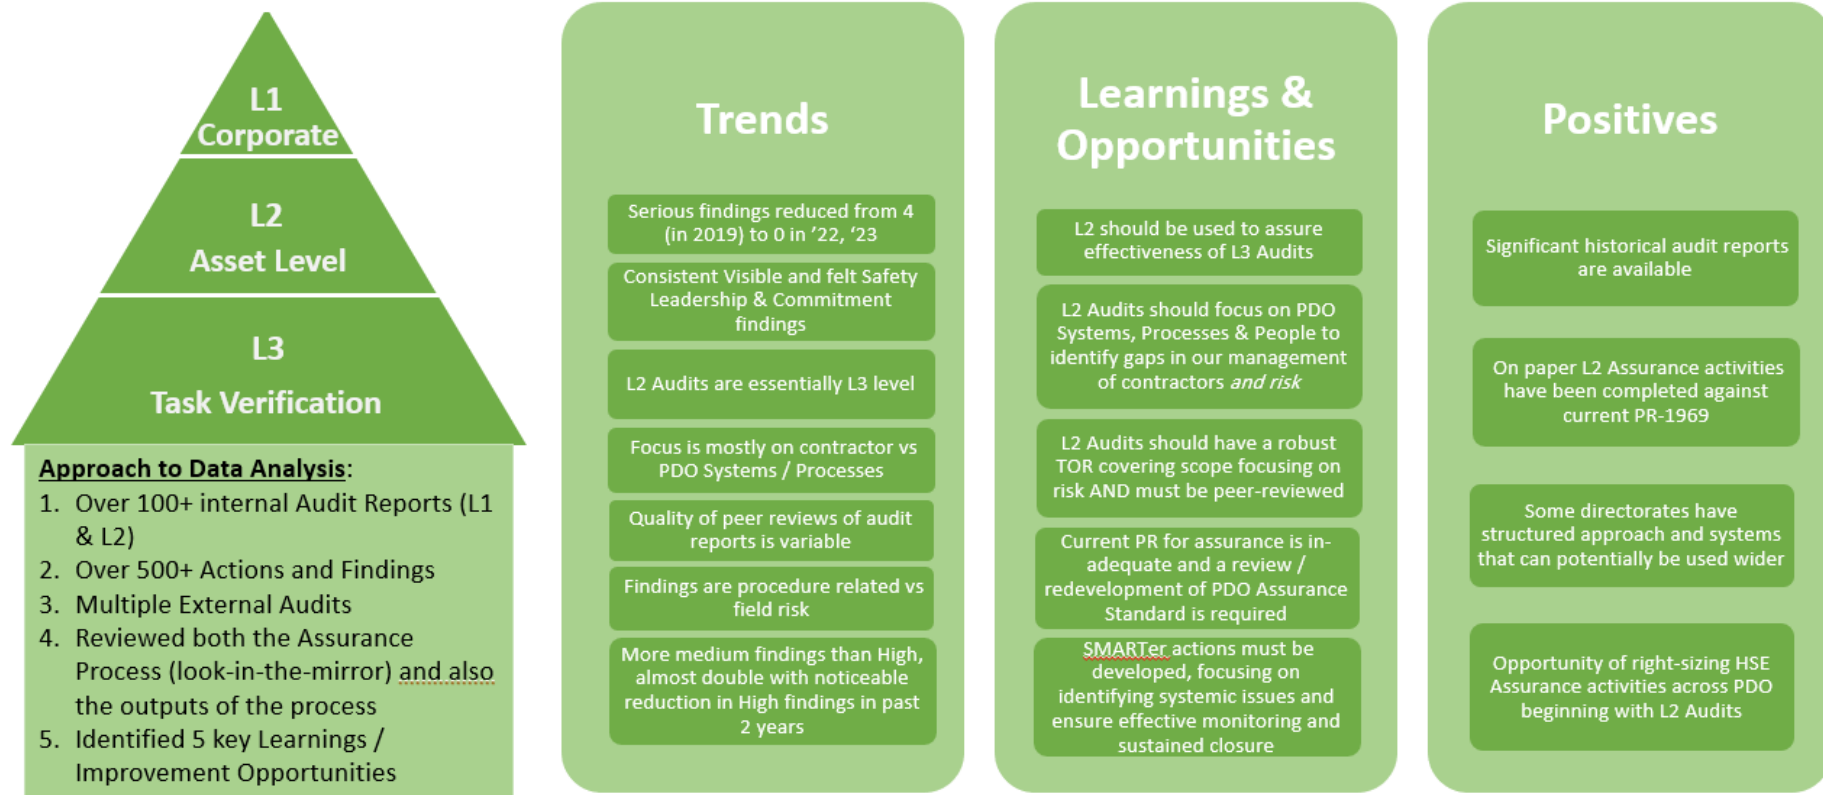 L1
Corporate
L2
Asset Level
L3
Task Verification
Approach to Data Analysis:
1. Over 100+ internal Audit Reports (L1
& L2)
2. Over 500+ Actions and Findings
3. Multiple External Audits
4. Reviewed both the Assurance
Process (look-in-the-mirror) and also
the outputs of the process
5. Identified 5 key Learnings /
Improvement Opportunities
Trends
Serious findings reduced from 4
(in 2019) to 0 in ’22, ‘23
Consistent Visible and felt Safety
Leadership & Commitment
findings
L2 Audits are essentially L3 level
Focus is mostly on contractor vs
PDO Systems / Processes
Quality of peer reviews of audit
reports is variable
Findings are procedure related vs
field risk
More medium findings than High,
almost double with noticeable
reduction in High findings in past
2 years
Learnings &
Opportunities
L2 should be used to assure
effectiveness of L3 Audits
L2 Audits should focus on PDO
Systems, Processes & People to
identify gaps in our management
of contractors and risk
L2 Audits should have a robust
TOR covering scope focusing on
risk AND must be peer-reviewed
Current PR for assurance is in-
adequate and a review /
redevelopment of PDO Assurance
Standard is required
SMARTer actions must be
developed, focusing on
identifying systemic issues and
ensure effective monitoring and
sustained closure
Positives
Significant historical audit reports
are available
On paper L2 Assurance activities
have been completed against
current PR-1969
Some directorates have
structured approach and systems
that can potentially be used wider
Opportunity of right-sizing HSE
Assurance activities across PDO
beginning with L2 Audits